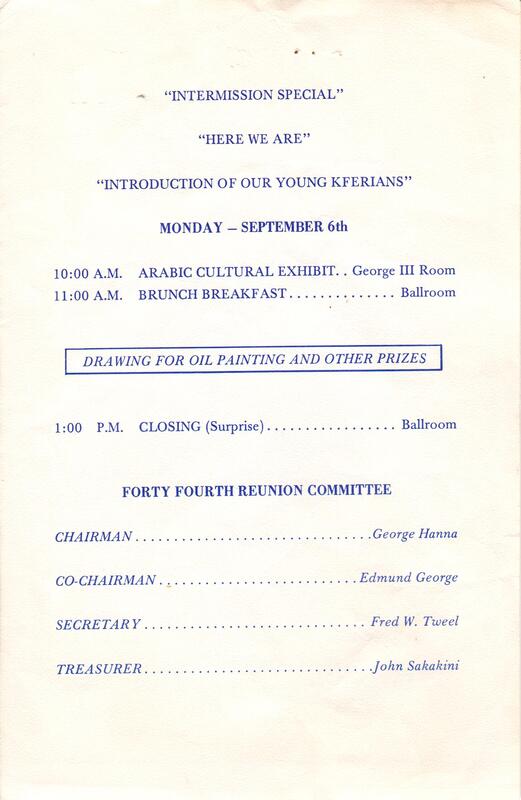 "INTERMISSION SPECIAL"
"HERE WE ARE"
"INTRODUCTION OF OUR YOUNG KFERIANS"
MONDAY – SEPTEMBER 6th
10:00 A.M. ARABIC CULTURAL EXHIBIT. . George III Room
11:00 A.M. BRUNCH BREAKFAST. . . . . . . . . . . . . . Ballroom
DRAWING FOR OIL PAINTING AND OTHER PRIZES
1:00 P.M. CLOSING (Surprise). . . . . . . . . . . . . . . . . Ballroom
FORTY FOURTH REUNION COMMITTEE
CHAIRMAN. . . . . . . . . . . . . . . . . . . . . . . . . . . . . . . . . . . .George Hanna
CO-CHAIRMAN. . . . . . . . . . . . . . . . . . . . . . . . . . . . . .Edmund George
SECRETARY. . . . . . . . . . . . . . . . . . . . . . . . . . . . . . . . . . Fred W. Tweel
TREASURER. . . . . . . . . . . . . . . . . . . . . . . . . . . . . . . . . . .John Sakakini